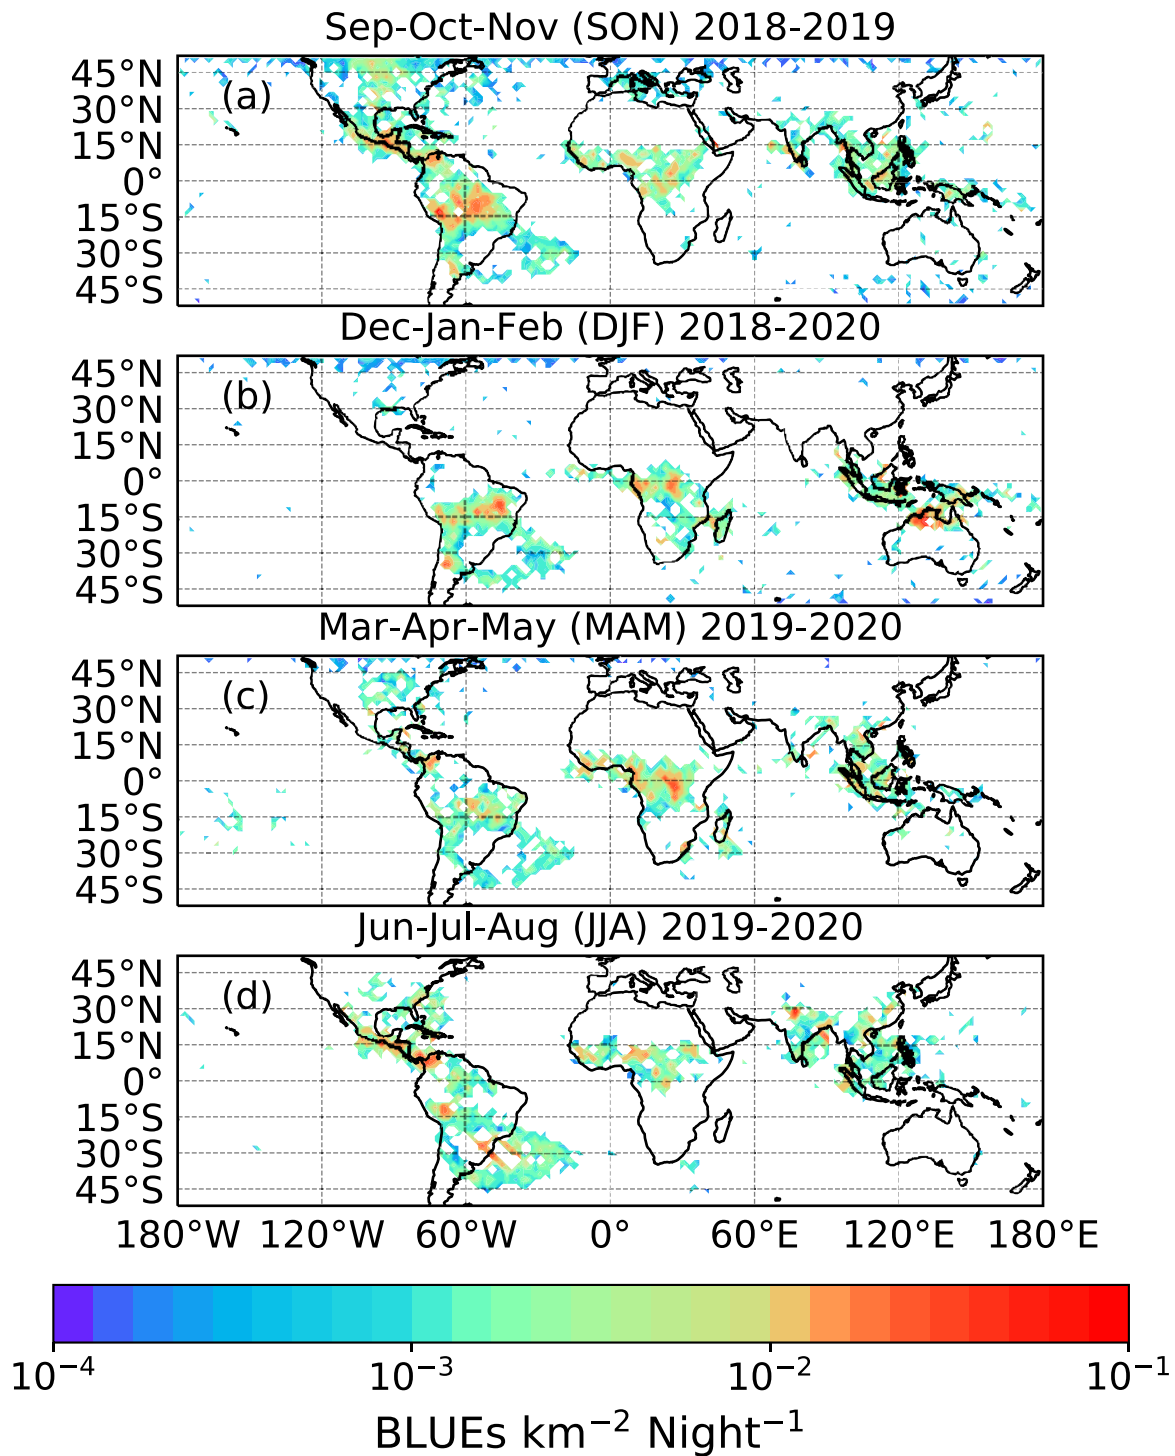 Sep-Oct-Nov (SON) 2018-2019
(a)
45°N
30°N
15°N
0°
15°S
30°S
45°S
Dec-Jan-Feb (DJF) 2018-2020
(b)
45°N
30°N
15°N
0°
15°S
30°S
45°S
Mar-Apr-May (MAM) 2019-2020
(c)
45°N
30°N
15°N
0°
15°S
30°S
45°S
Jun-Jul-Aug (JJA) 2019-2020
(d)
45°N
30°N
15°N
0°
15°S
30°S
45°S
180°W 120°W 60°W 0° 60°E 120°E 180°E
10⁻⁴ 10⁻³ 10⁻² 10⁻¹
BLUEs km⁻² Night⁻¹